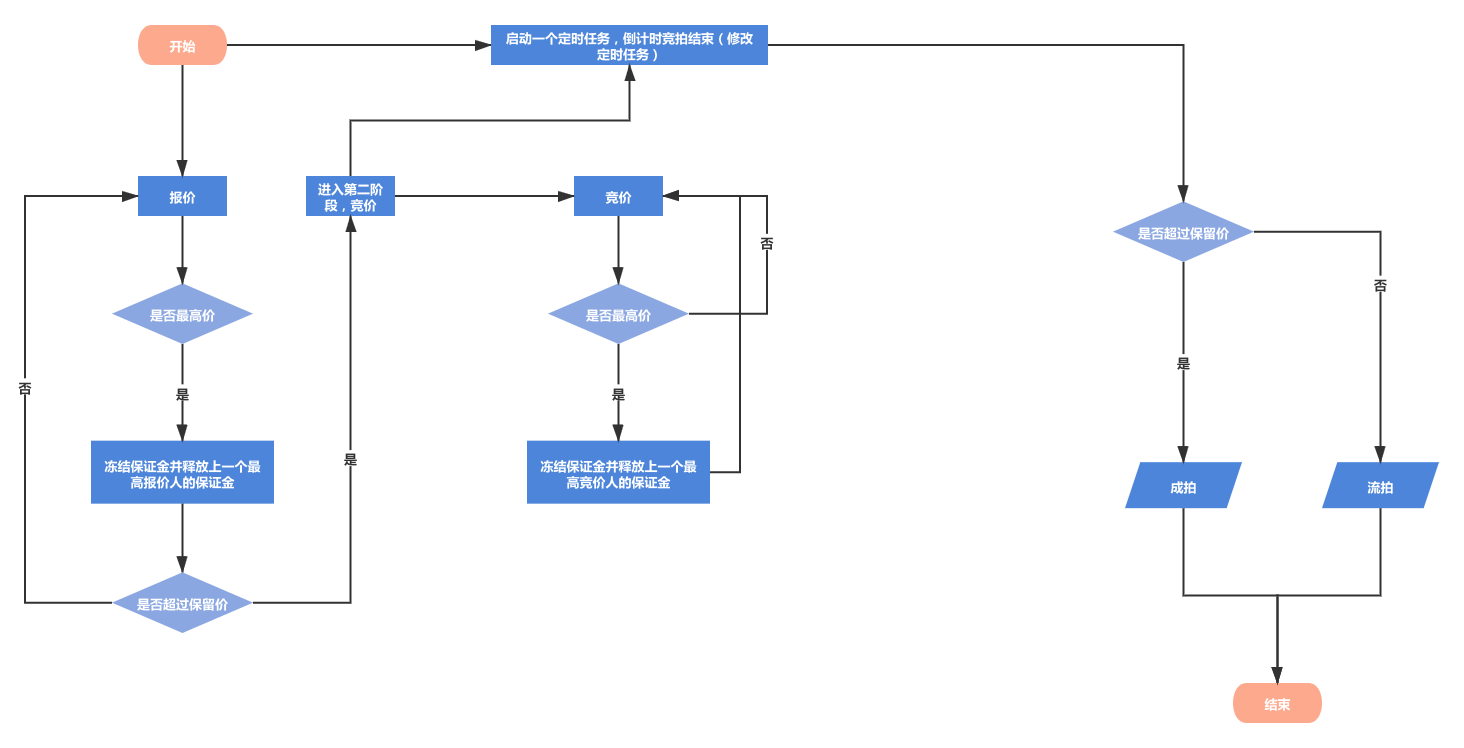 开始
启动一个定时任务，倒计时竞拍结束（修改
定时任务）
报价
进入第二阶
段，竞价
竞价
否
是否超过保留价
否
是否最高价
是否最高价
是
否
是
是
是
冻结保证金并释放上一个最
高报价人的保证金
冻结保证金并释放上一个最
高竞价人的保证金
成拍
流拍
是否超过保留价
结束